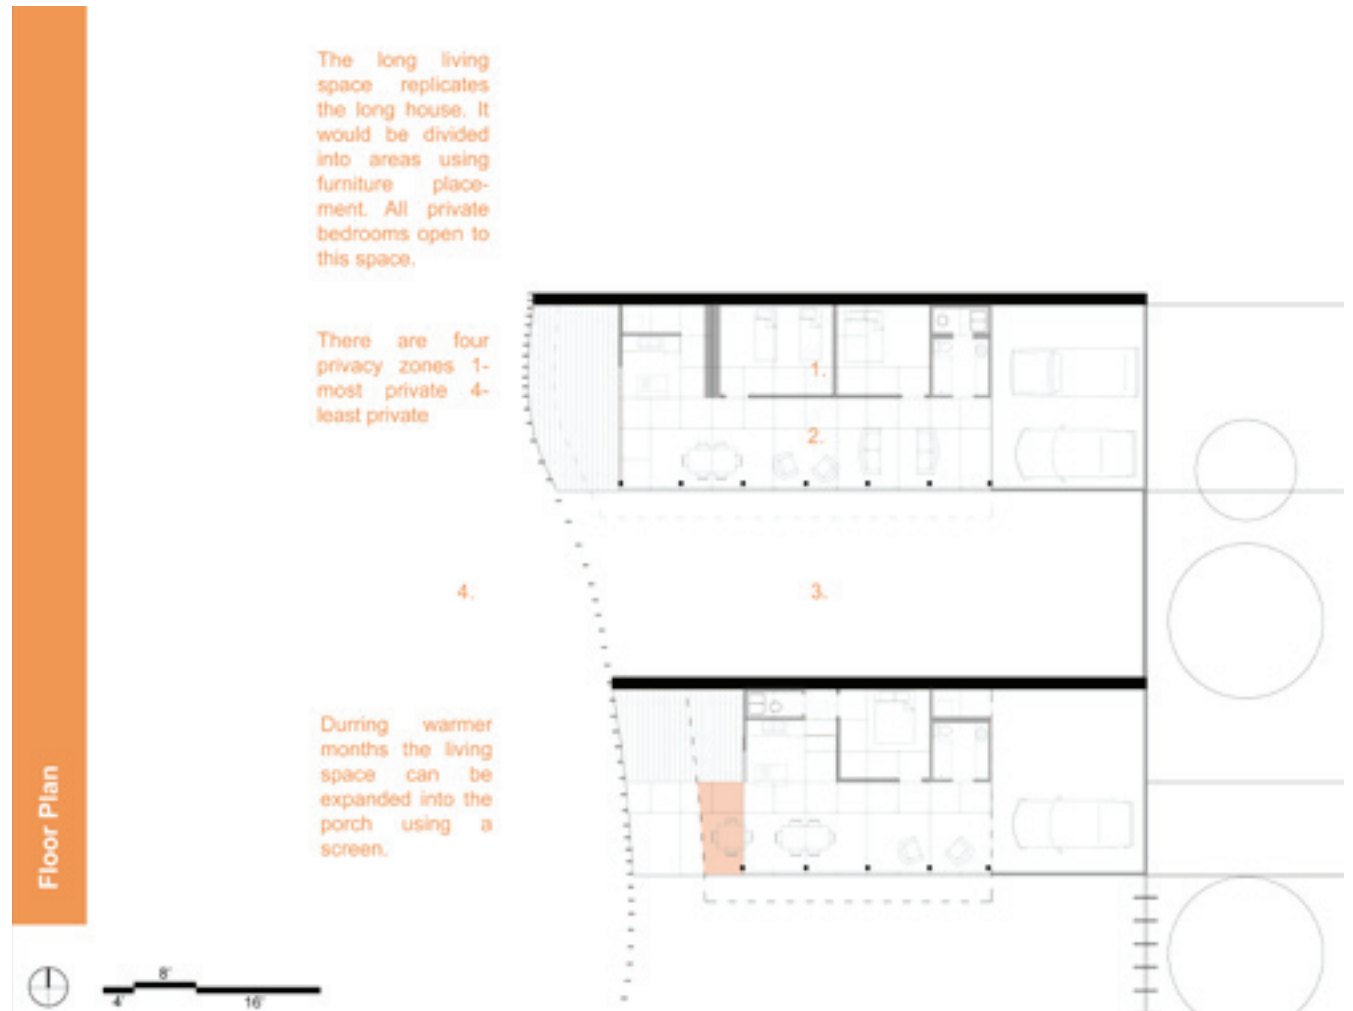 The long living
space replicates
the long house. It
would be divided
into areas using
furniture place-
ment. All private
bedrooms open to
this space.
There are four
privacy zones 1-
most private 4-
least private
1.
2.
4.
3.
Durring warmer
months the living
space can be
expanded into the
porch using a
screen.
Floor Plan
8'
4'
16'